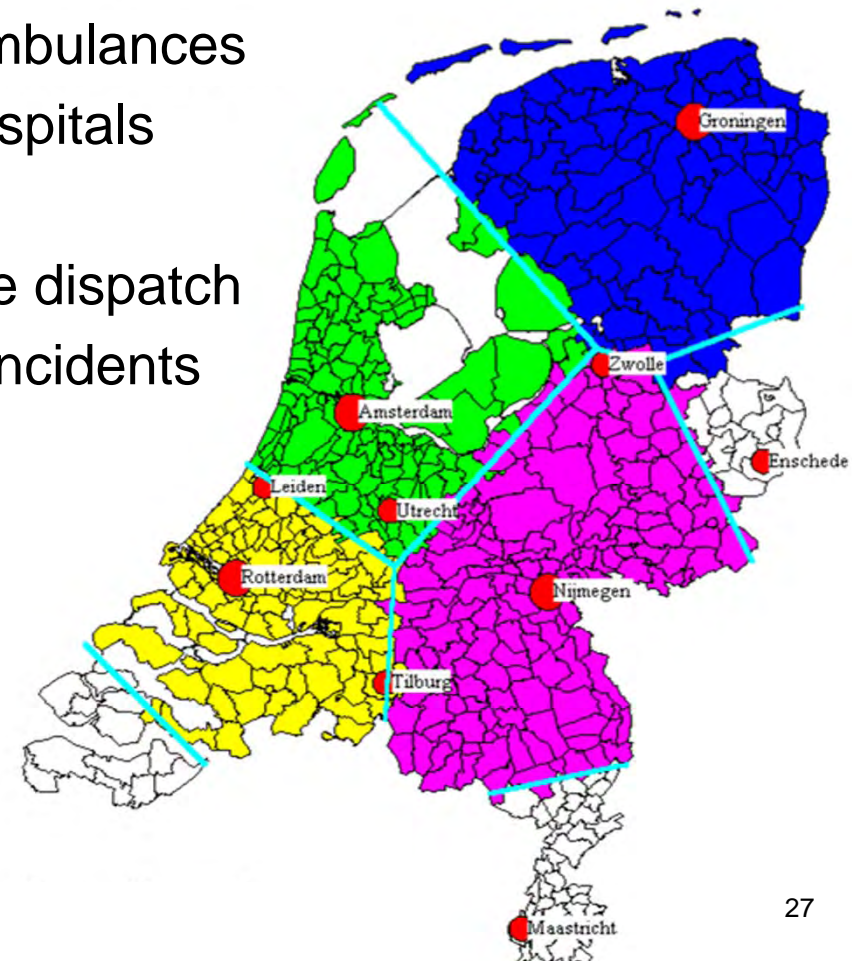 mbulances
spitals
e dispatch
ncidents
Groningen
Zwolle
Amsterdam
Enschede
Leiden
Utrecht
Rotterdam
Nijmegen
Tilburg
Maastricht
27